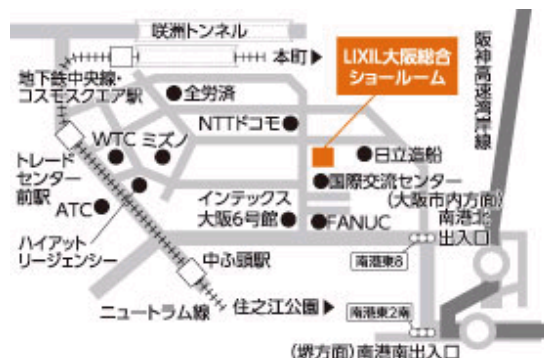 咲洲トンネル
本町▶
LIXIL大阪総合
ショールーム
阪神高速湾岸線
地下鉄中央線・
コスモスクエア駅
全労済
NTTドコモ
WTC
ミズノ
日立造船
トレード
センター
前駅
国際交流センター
(大阪市内方面)
南港北
出入口
ATC
インテックス
大阪6号館
FANUC
ハイアット
リージェンシー
中ふ頭駅
南港東8
ニュートラム線
住之江公園▶
南港東2南
(堺方面)南港南出入口